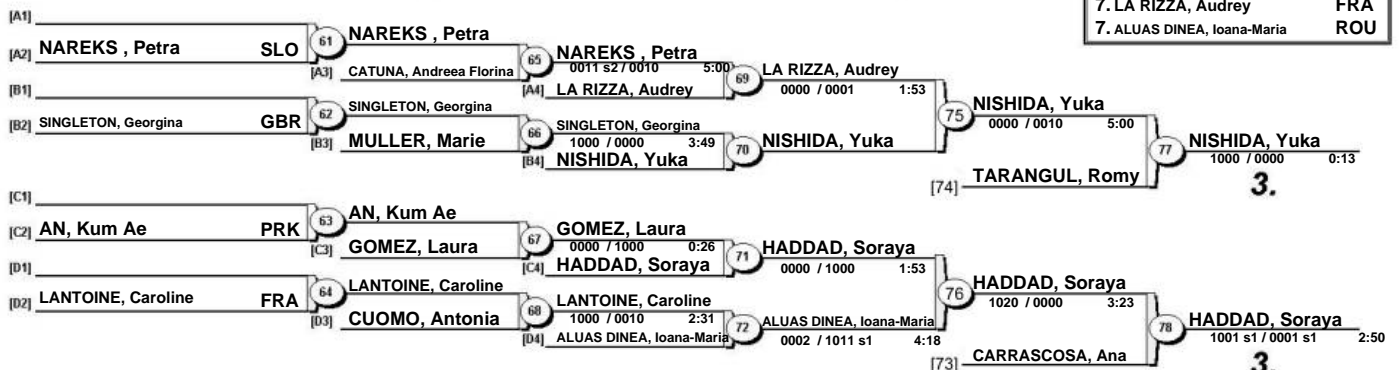 7. LA RIZZA, Audrey FRA
7. ALUAS DINEA, Ioana-Maria ROU
[A1]
[A2] NAREKS , Petra SLO
61
NAREKS , Petra
[A3] CATUNA, Andreea Florina
65
NAREKS , Petra
0011 s2 / 0010 5:00
[A4] LA RIZZA, Audrey
69
LA RIZZA, Audrey
0000 / 0001 1:53
[B1]
[B2] SINGLETON, Georgina GBR
62
SINGLETON, Georgina
[B3] MULLER, Marie
66
SINGLETON, Georgina
1000 / 0000 3:49
[B4] NISHIDA, Yuka
70
NISHIDA, Yuka
75
NISHIDA, Yuka
0000 / 0010 5:00
[74] TARANGUL, Romy
77
NISHIDA, Yuka
1000 / 0000 0:13
3.
[C1]
[C2] AN, Kum Ae PRK
63
AN, Kum Ae
[C3] GOMEZ, Laura
67
GOMEZ, Laura
0000 / 1000 0:26
[C4] HADDAD, Soraya
71
HADDAD, Soraya
0000 / 1000 1:53
[D1]
[D2] LANTOINE, Caroline FRA
64
LANTOINE, Caroline
[D3] CUOMO, Antonia
68
LANTOINE, Caroline
1000 / 0010 2:31
[D4] ALUAS DINEA, Ioana-Maria
72
ALUAS DINEA, Ioana-Maria
0002 / 1011 s1 4:18
76
HADDAD, Soraya
1020 / 0000 3:23
[73] CARRASCOSA, Ana
78
HADDAD, Soraya
1001 s1 / 0001 s1 2:50
3.